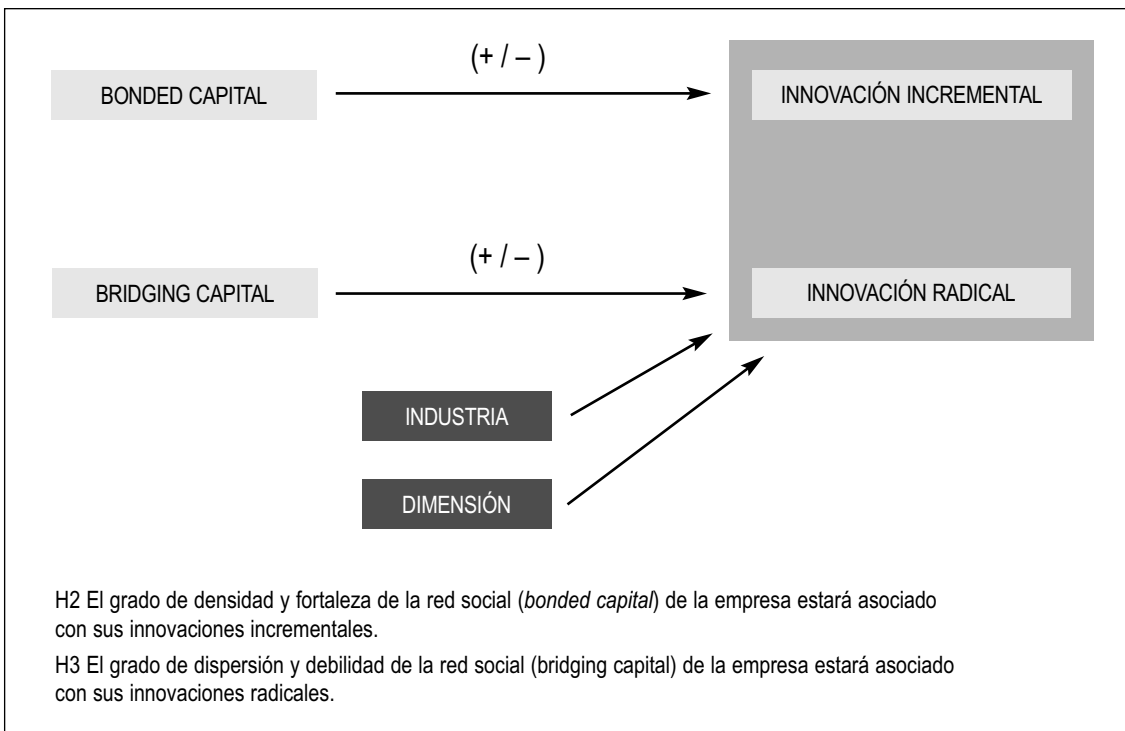 (+ / – )
BONDED CAPITAL
INNOVACIÓN INCREMENTAL
(+ / – )
BRIDGING CAPITAL
INNOVACIÓN RADICAL
INDUSTRIA
DIMENSIÓN
H2 El grado de densidad y fortaleza de la red social (bonded capital) de la empresa estará asociado
con sus innovaciones incrementales.
H3 El grado de dispersión y debilidad de la red social (bridging capital) de la empresa estará asociado
con sus innovaciones radicales.